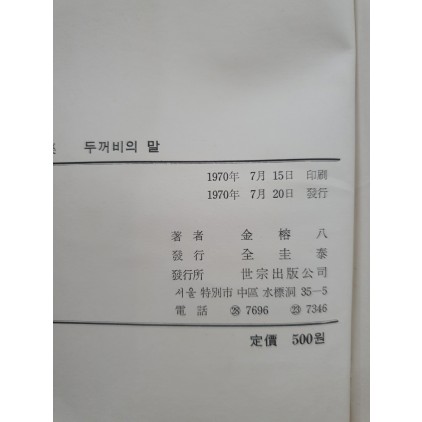 두꺼비의 말
1970年 7月 15日 印刷
1970年 7月 20日 發行
著者 金榕八
發行 全圭泰
發行所 世宗出版公司
서울 特別市 中區 水標洞 35-5
電話 ㉘ 7696 ㉓ 7346
定價 500원